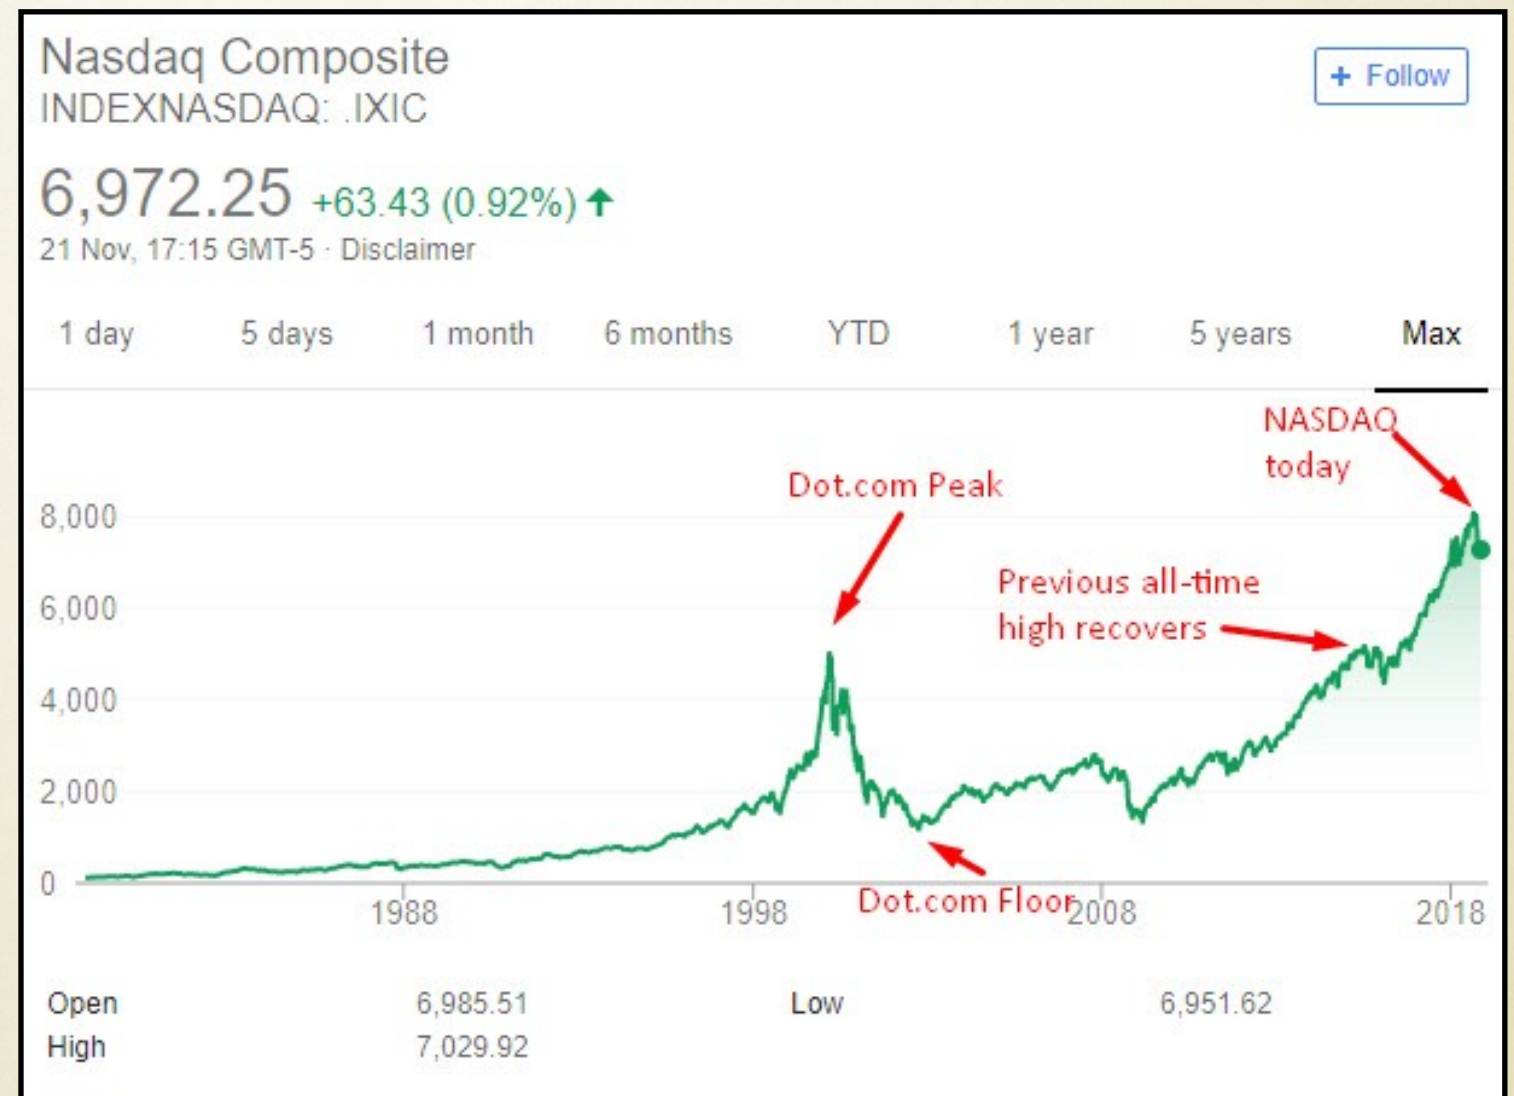 Nasdaq Composite
+ Follow
INDEXNASDAQ: .IXIC
6,972.25 +63.43 (0.92%)
21 Nov, 17:15 GMT-5 · Disclaimer
1 day 5 days 1 month 6 months YTD 1 year 5 years Max
NASDAQ
today
Dot.com Peak
Previous all-time
high recovers
8,000
6,000
4,000
2,000
0
Dot.com Floor
1988 1998 2008 2018
Open 6,985.51 Low 6,951.62
High 7,029.92